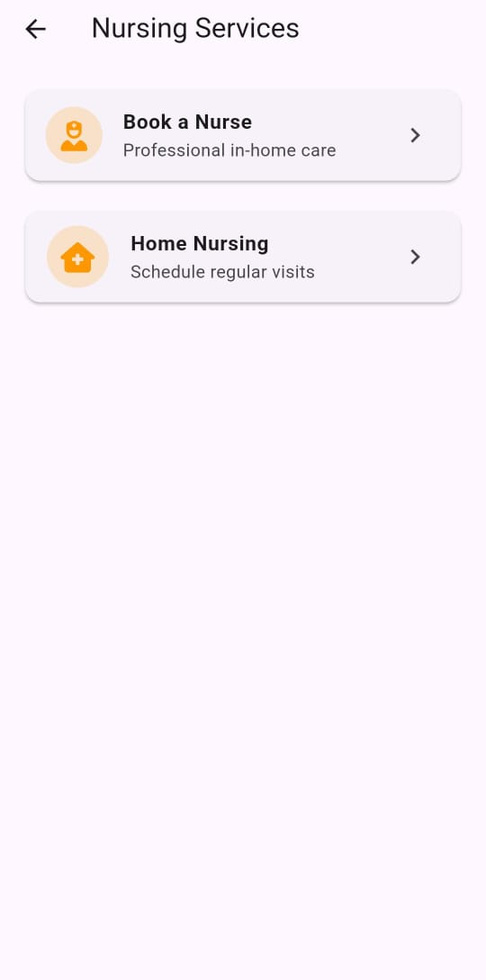 Nursing Services
Book a Nurse
Professional in-home care
Home Nursing
Schedule regular visits